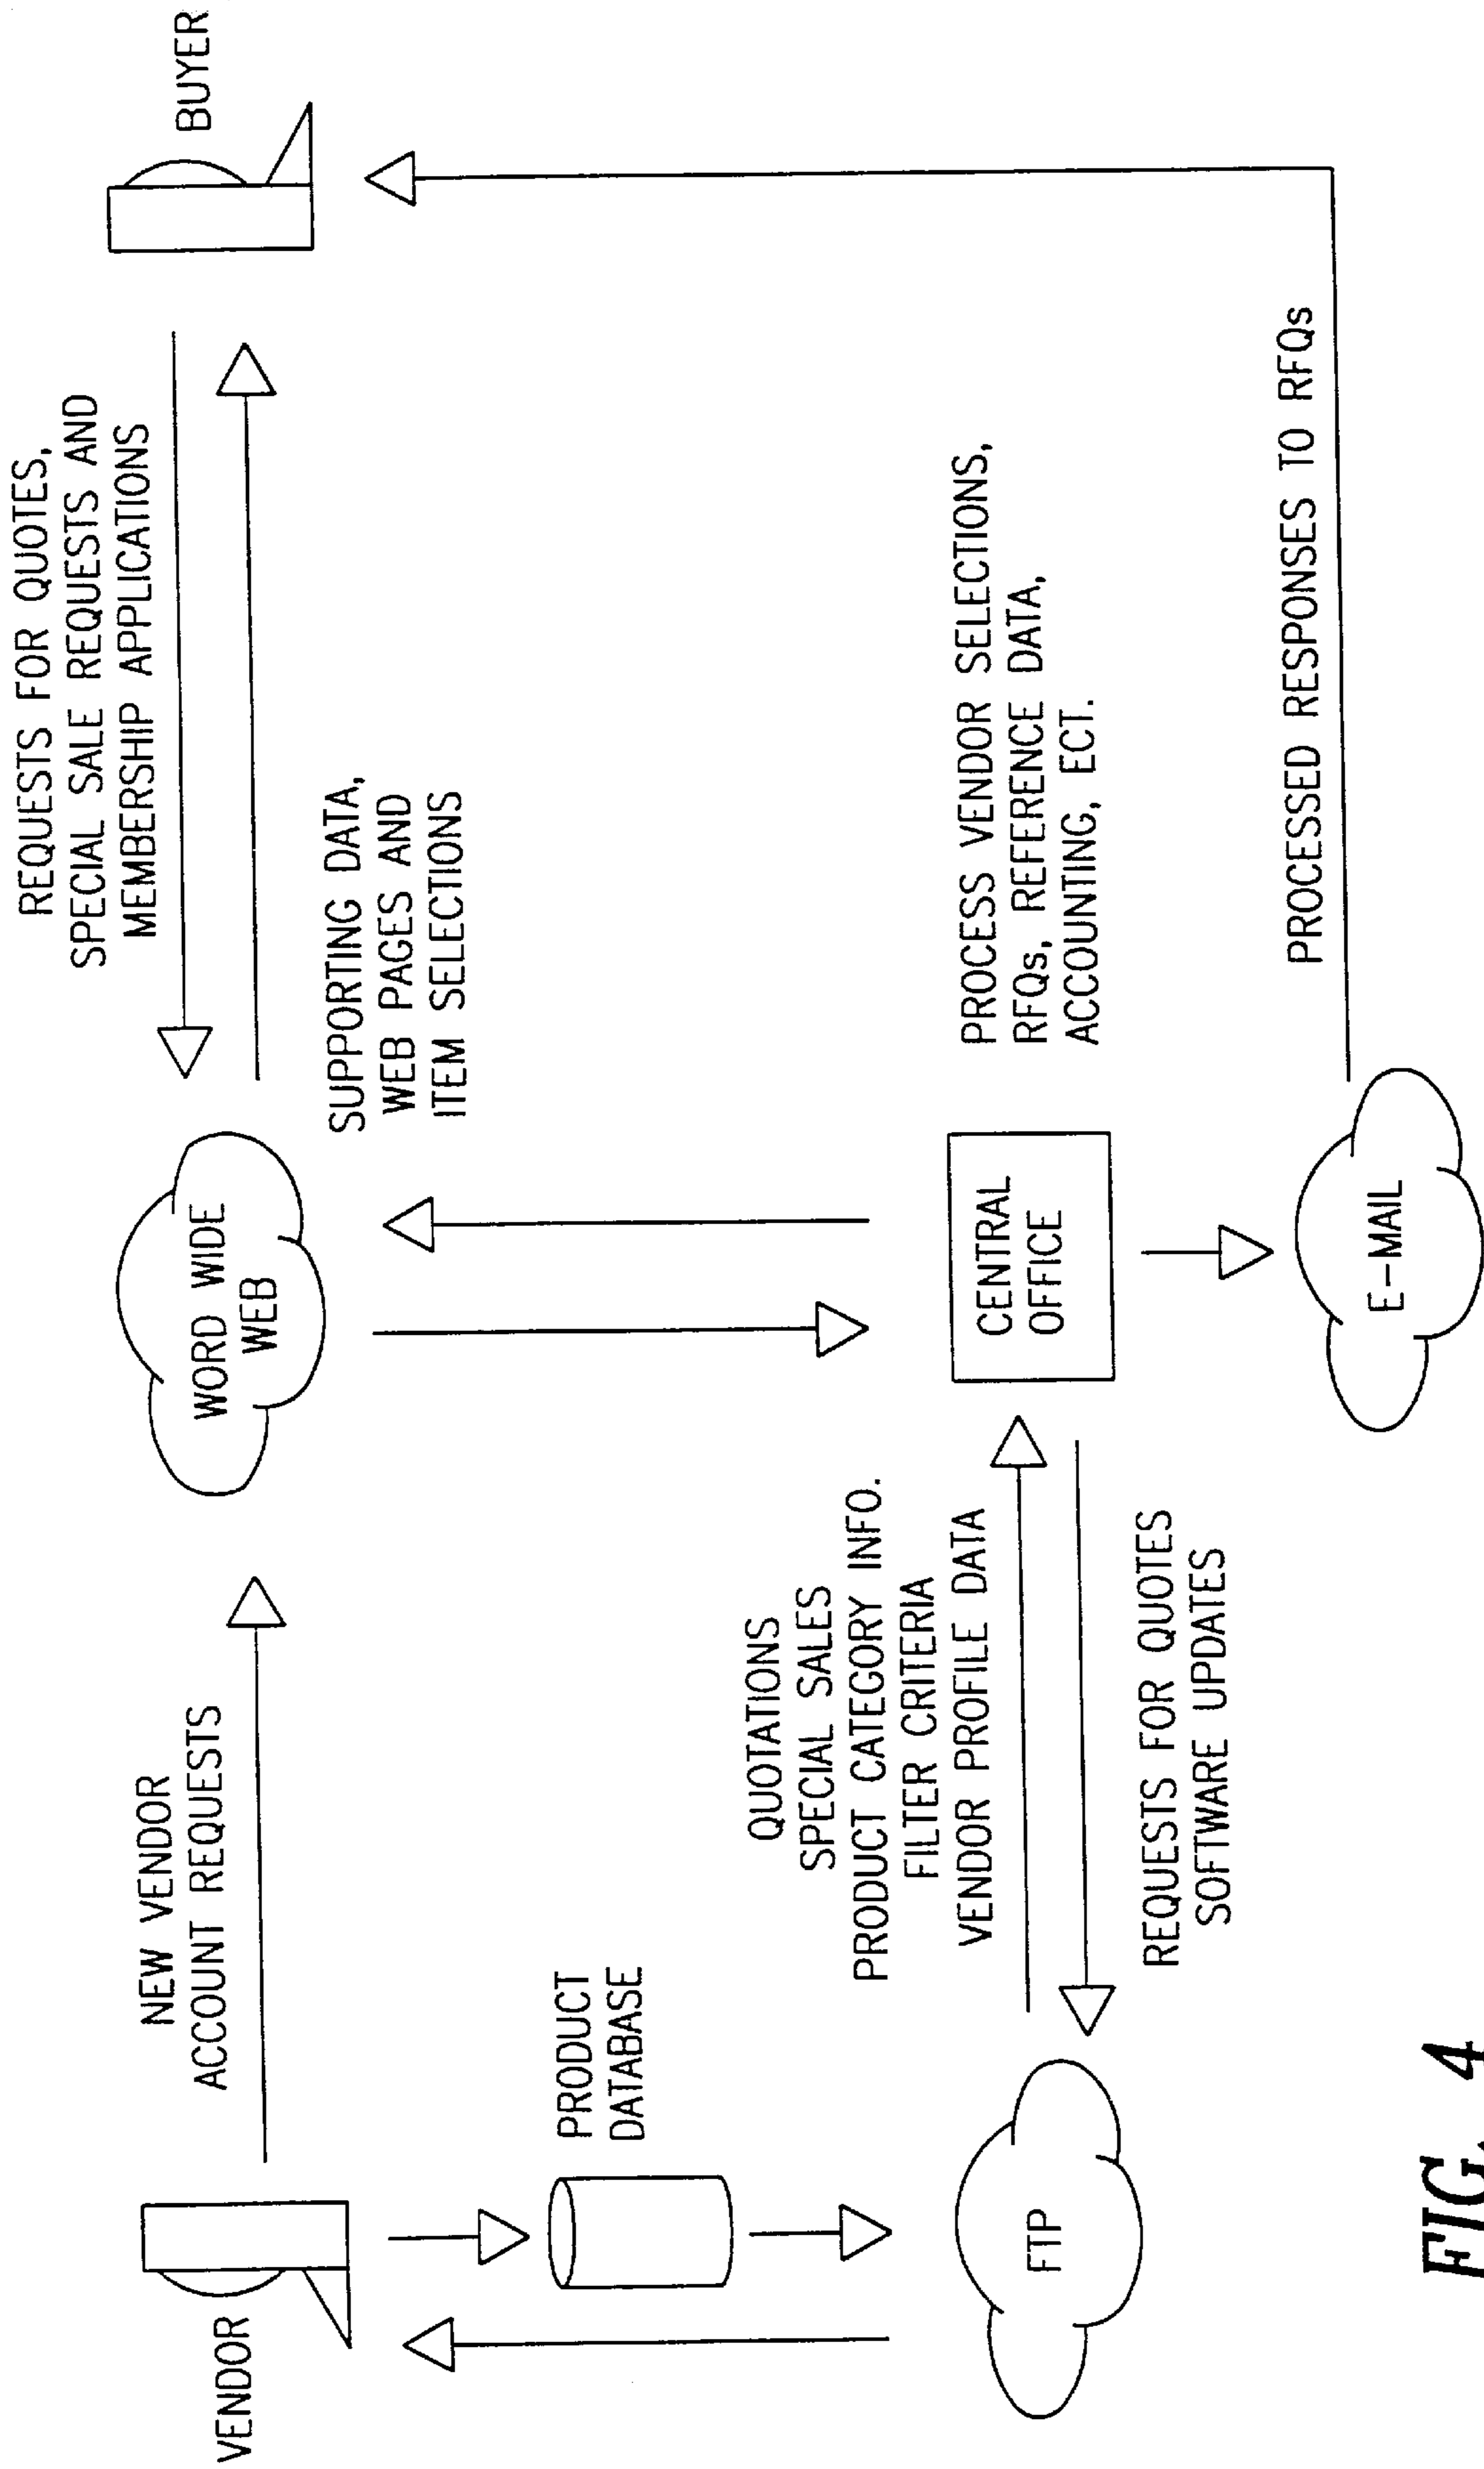 VENDOR
NEW VENDOR
ACCOUNT REQUESTS
WORD WIDE
WEB
REQUESTS FOR QUOTES,
SPECIAL SALE REQUESTS AND
MEMBERSHIP APPLICATIONS
BUYER
SUPPORTING DATA,
WEB PAGES AND
ITEM SELECTIONS
PRODUCT
DATABASE
QUOTATIONS
SPECIAL SALES
PRODUCT CATEGORY INFO.
FILTER CRITERIA
VENDOR PROFILE DATA
FTP
REQUESTS FOR QUOTES
SOFTWARE UPDATES
CENTRAL
OFFICE
PROCESS VENDOR SELECTIONS,
RFQs, REFERENCE DATA,
ACCOUNTING, ECT.
E-MAIL
PROCESSED RESPONSES TO RFQs
FIG. 4